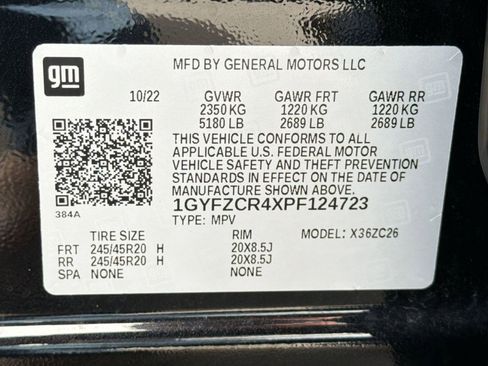 gm
MFD BY GENERAL MOTORS LLC
10/22 GVWR GAWR FRT GAWR RR
2350 KG 1220 KG 1220 KG
5180 LB 2689 LB 2689 LB
THIS VEHICLE CONFORMS TO ALL
APPLICABLE U.S. FEDERAL MOTOR
VEHICLE SAFETY AND THEFT PREVENTION
STANDARDS IN EFFECT ON THE DATE OF
MANUFACTURE SHOWN ABOVE.
384A
1GYFZCR4XPF124723
TYPE: MPV
TIRE SIZE RIM MODEL: X36ZC26
FRT 245/45R20 H 20X8.5J
RR 245/45R20 H 20X8.5J
SPA NONE NONE